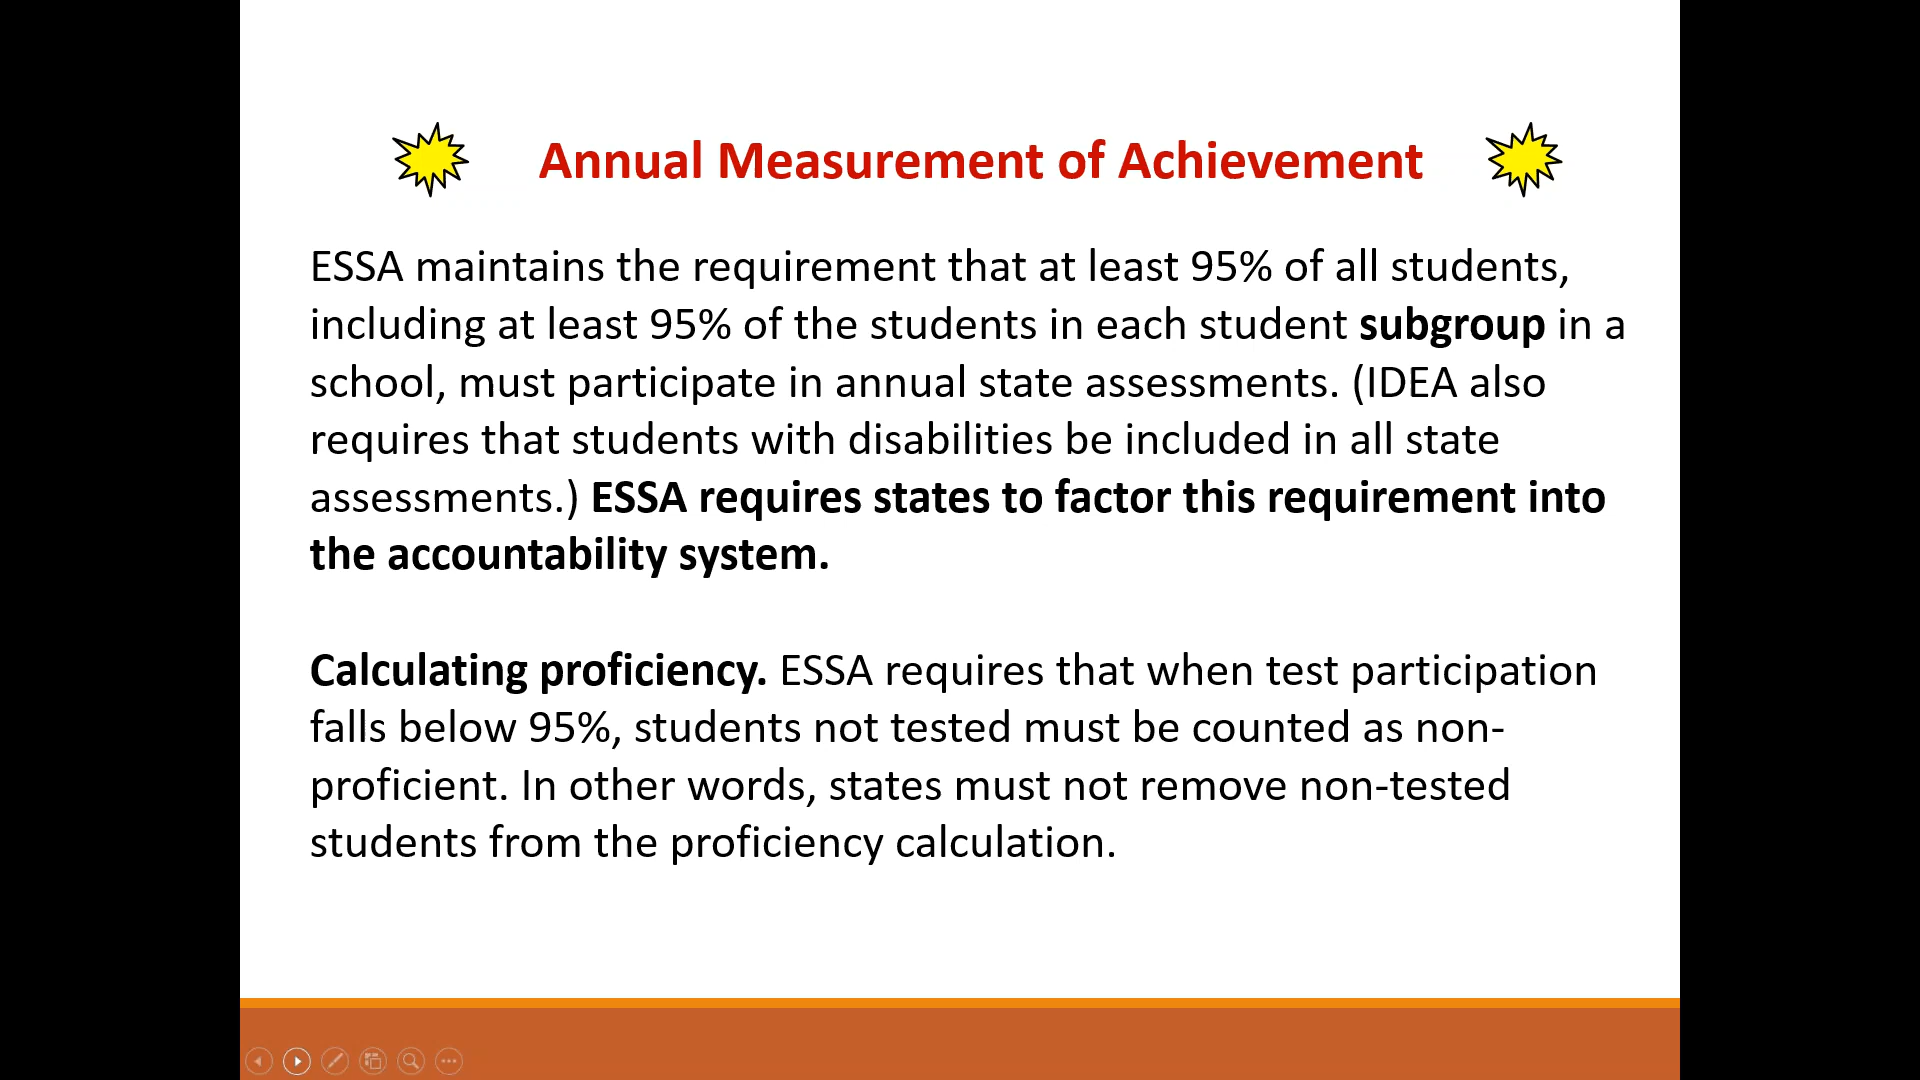 Annual Measurement of Achievement
ESSA maintains the requirement that at least 95% of all students,
including at least 95% of the students in each student subgroup in a
school, must participate in annual state assessments. (IDEA also
requires that students with disabilities be included in all state
assessments.) ESSA requires states to factor this requirement into
the accountability system.
Calculating proficiency. ESSA requires that when test participation
falls below 95%, students not tested must be counted as non-
proficient. In other words, states must not remove non-tested
students from the proficiency calculation.